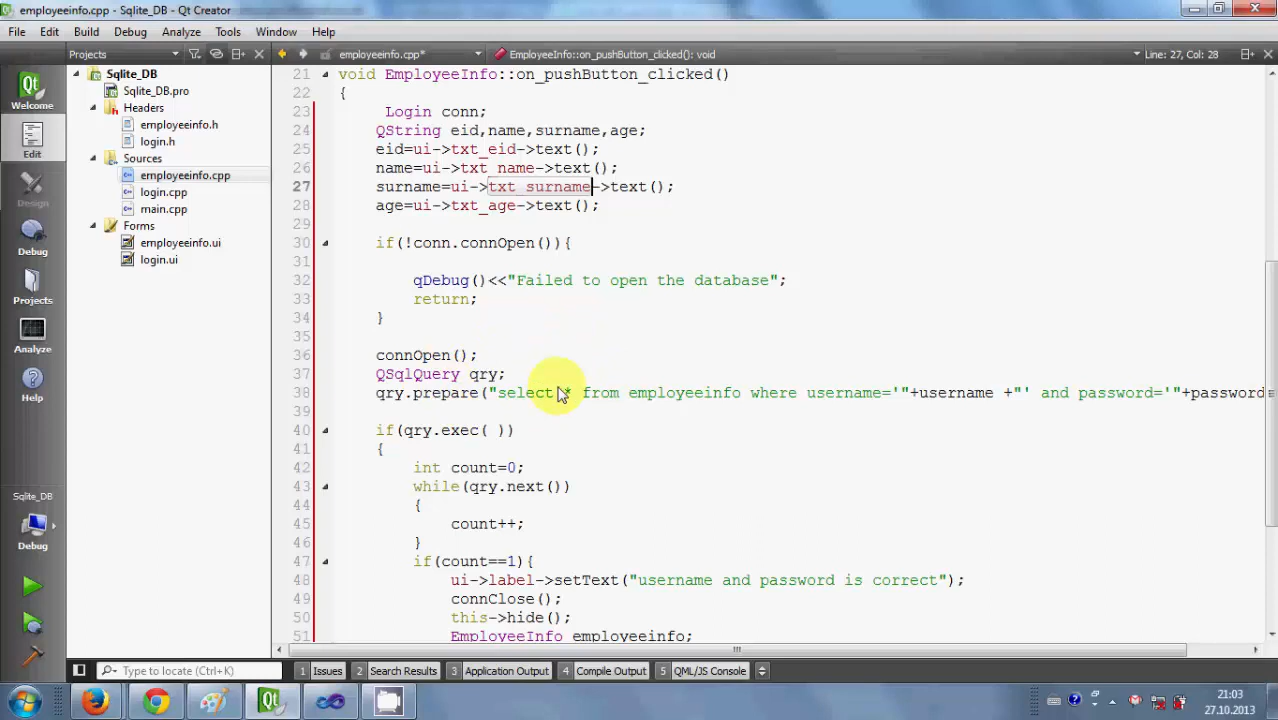 employeeinfo.cpp - Sqlite_DB - Qt Creator
File Edit Build Debug Analyze Tools Window Help
Projects employeeinfo.cpp* EmployeeInfo::on_pushButton_clicked(): void Line: 27, Col: 28
Welcome
Edit
Design
Debug
Projects
Analyze
Help
Sqlite_DB
Debug
Sqlite_DB
Sqlite_DB.pro
Headers
employeeinfo.h
login.h
Sources
employeeinfo.cpp
login.cpp
main.cpp
Forms
employeeinfo.ui
login.ui
21 void EmployeeInfo::on_pushButton_clicked()
22 {
23 Login conn;
24 QString eid,name,surname,age;
25 eid=ui->txt_eid->text();
26 name=ui->txt_name->text();
27 surname=ui->txt_surname->text();
28 age=ui->txt_age->text();
29
30 if(!conn.connOpen()){
31
32 qDebug()<<"Failed to open the database";
33 return;
34 }
35
36 connOpen();
37 QSqlQuery qry;
38 qry.prepare("select * from employeeinfo where username='"+username +"' and password='"+password
39
40 if(qry.exec( ))
41 {
42 int count=0;
43 while(qry.next())
44 {
45 count++;
46 }
47 if(count==1){
48 ui->label->setText("username and password is correct");
49 connClose();
50 this->hide();
51 EmployeeInfo employeeinfo;
Type to locate (Ctrl+K) 1 Issues 2 Search Results 3 Application Output 4 Compile Output 5 QML/JS Console
21:03
27.10.2013